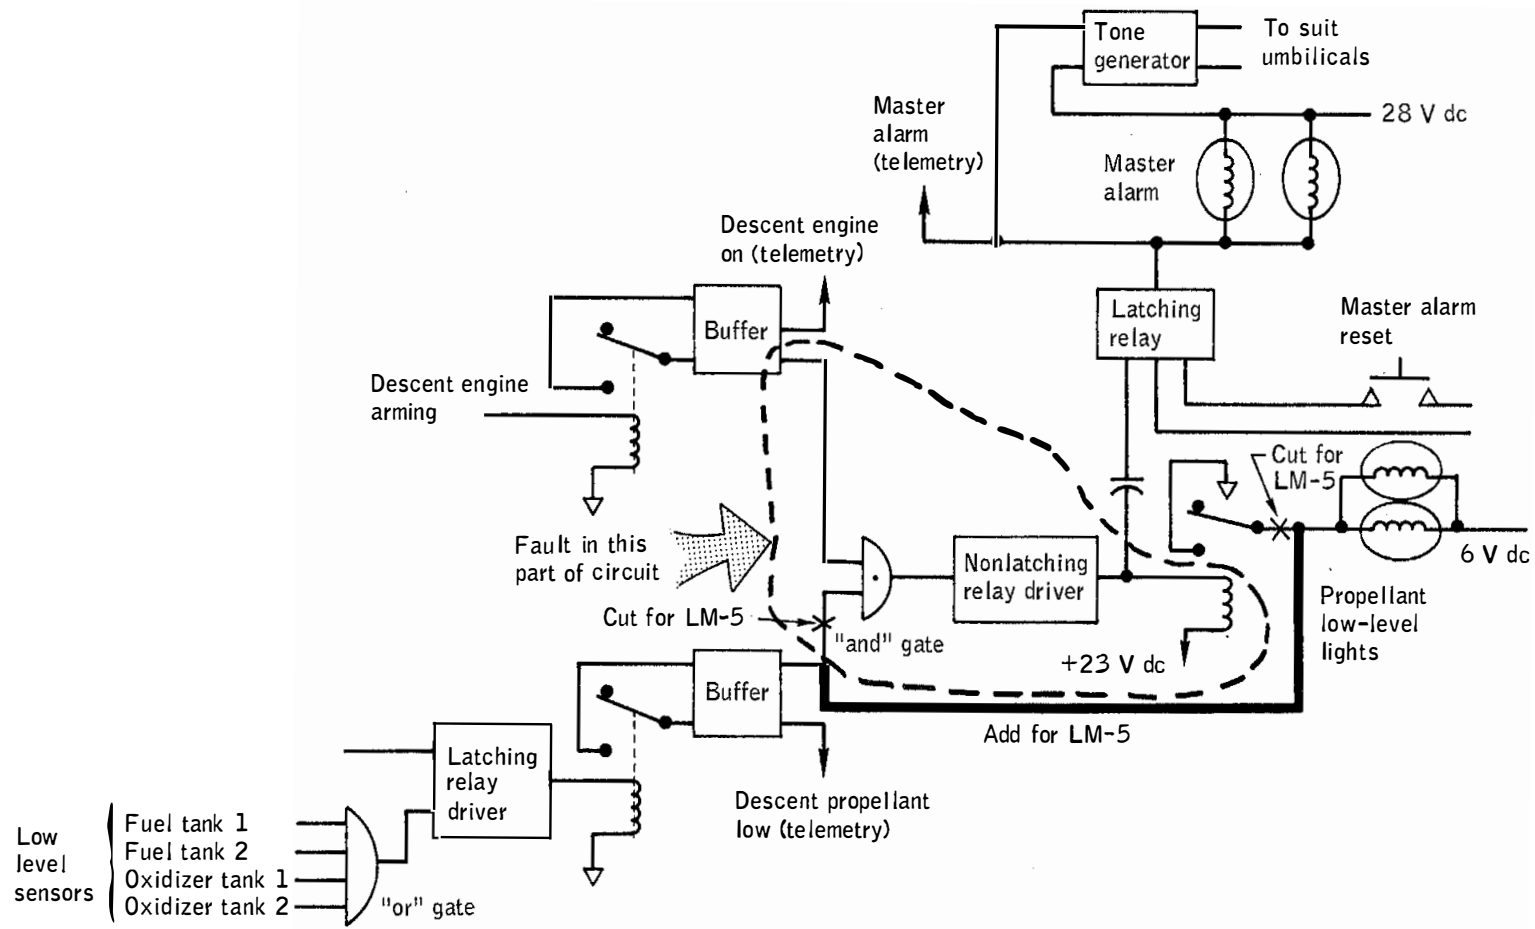 Tone
generator
To suit
umbilicals
28 V dc
Master
alarm
(telemetry)
Master
alarm
Descent engine
on (telemetry)
Buffer
Latching
relay
Master alarm
reset
Descent engine
arming
Cut for
LM-5
Fault in this
part of circuit
Nonlatching
relay driver
6 V dc
Propellant
low-level
lights
Cut for LM-5
"and" gate
+23 V dc
Buffer
Add for LM-5
Latching
relay
driver
Descent propellant
low (telemetry)
Low
level
sensors
Fuel tank 1
Fuel tank 2
Oxidizer tank 1
Oxidizer tank 2
"or" gate